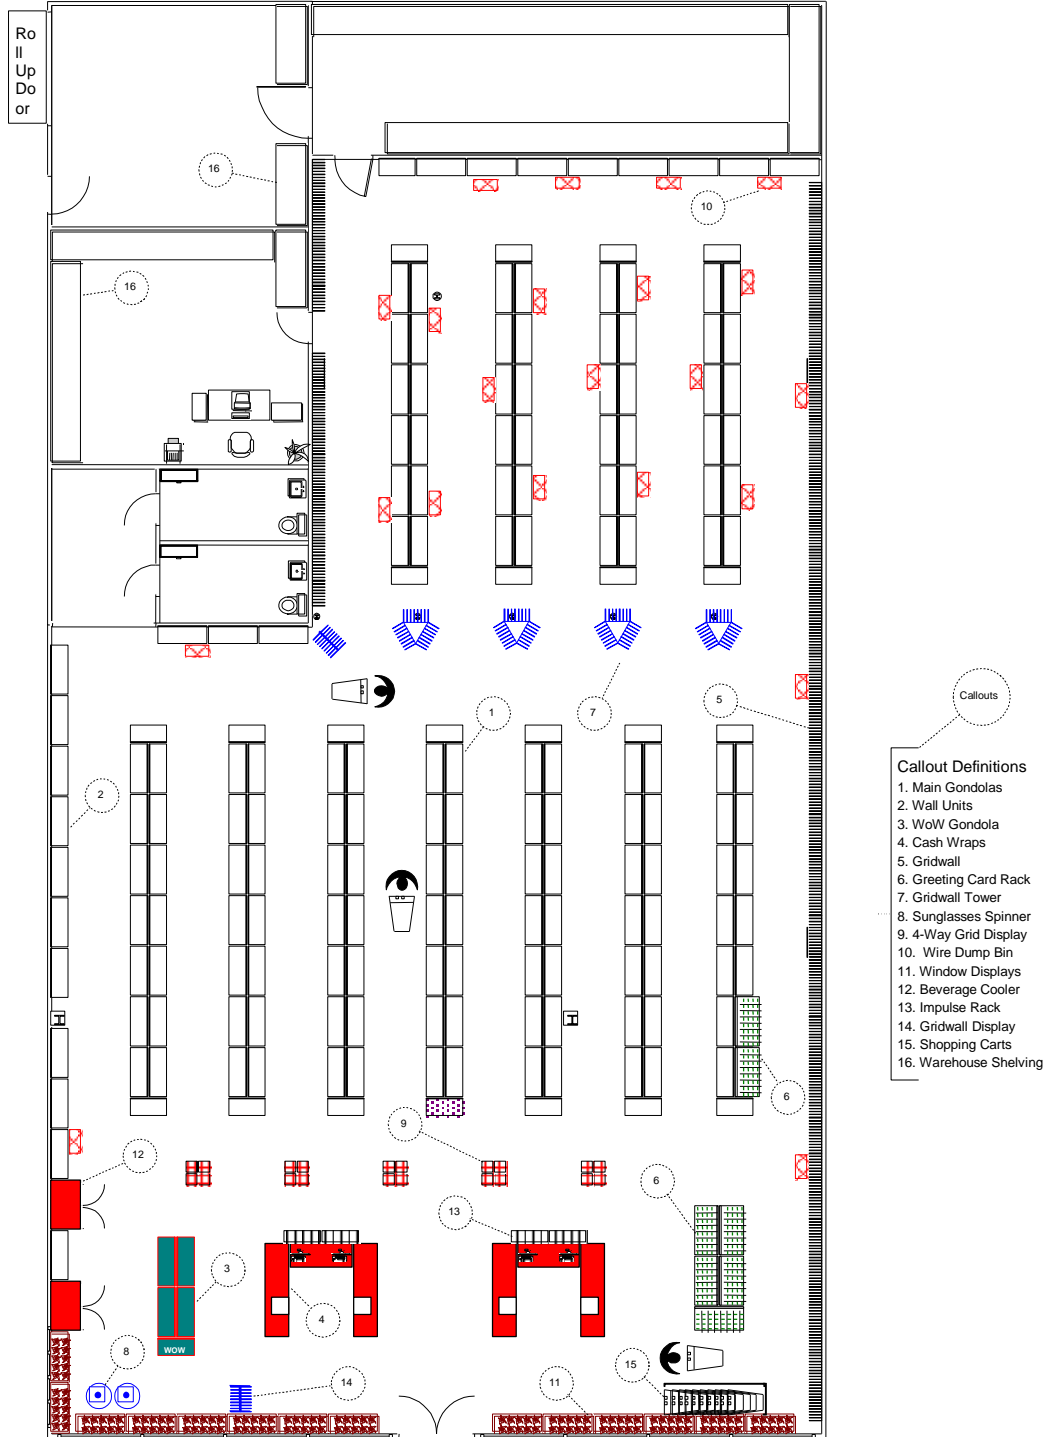 Ro
ll
Up
Do
or
16
10
16
1
7
5
Callouts
2
Callout Definitions
1. Main Gondolas
2. Wall Units
3. WoW Gondola
4. Cash Wraps
5. Gridwall
6. Greeting Card Rack
7. Gridwall Tower
8. Sunglasses Spinner
9. 4-Way Grid Display
10. Wire Dump Bin
11. Window Displays
12. Beverage Cooler
13. Impulse Rack
14. Gridwall Display
15. Shopping Carts
16. Warehouse Shelving
H
H
6
9
12
6
13
3
4
WOW
8
15
14
11